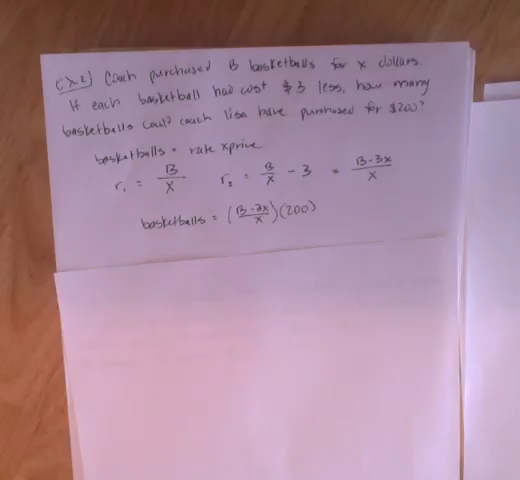 Ex 2) Coach purchased B basketballs for x dollars.
If each basketball had cost $3 less, how many
basketballs could coach lisa have purchased for $200?
basketballs = rate x price
r₁ = B/x r₂ = B/x - 3 = B-3x/x
basketballs = (B-3x/x)(200)